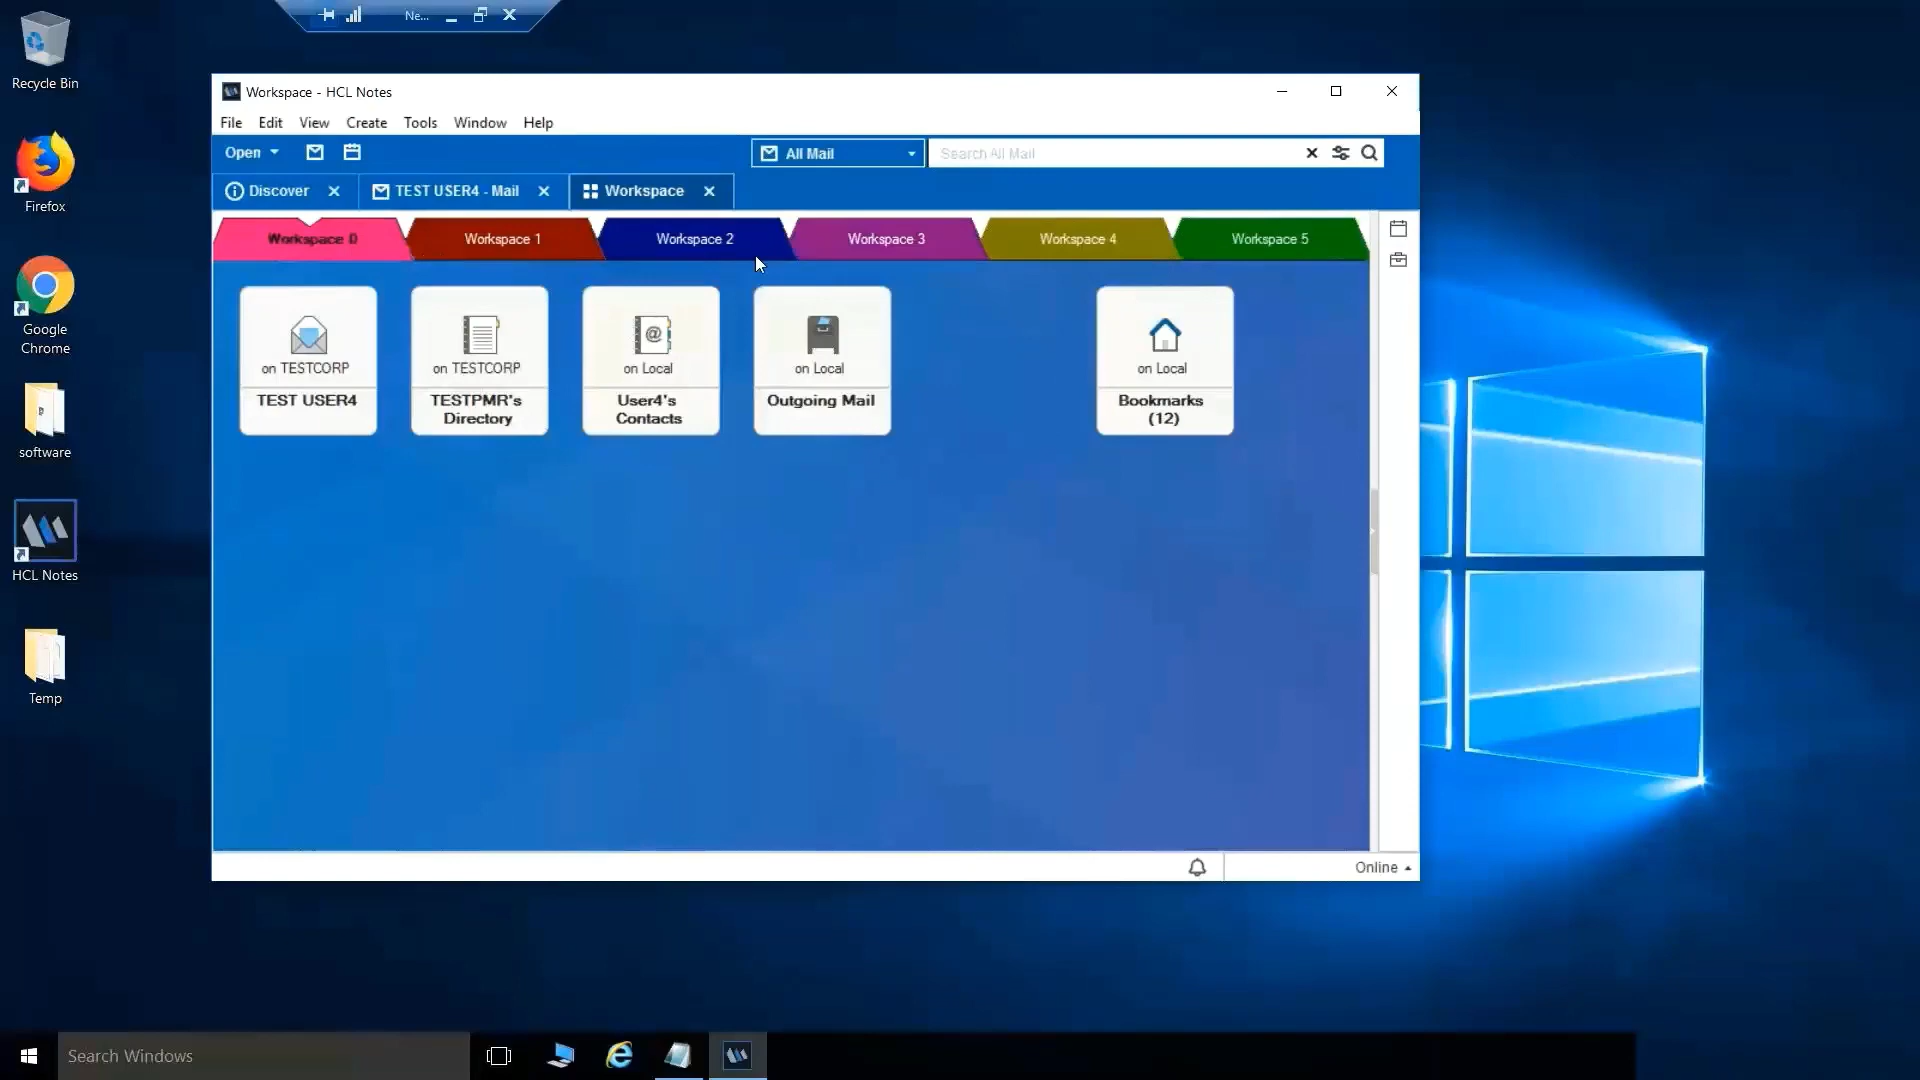 Ne...
Recycle Bin
Firefox
Google
Chrome
software
HCL Notes
Temp
Workspace - HCL Notes
File Edit View Create Tools Window Help
Open All Mail Search All Mail
Discover TEST USER4 - Mail Workspace
Workspace 0 Workspace 1 Workspace 2 Workspace 3 Workspace 4 Workspace 5
on TESTCORP
TEST USER4
on TESTCORP
TESTPMR's
Directory
on Local
User4's
Contacts
on Local
Outgoing Mail
on Local
Bookmarks
(12)
Online
Search Windows